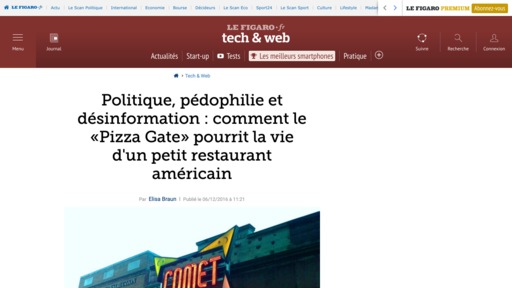 LE FIGARO·fr Le Scan Politique International Economie Bourse Décideurs Le Scan Eco Sport24 Le Scan Sport Culture Lifestyle Madame LE FIGARO PREMIUM Abonnez-vous
LE FIGARO·fr
tech & web
Menu Journal Suivre Recherche Connexion
Actualités Start-up Tests Les meilleurs smartphones Pratique
Tech & Web
Politique, pédophilie et
désinformation : comment le
«Pizza Gate» pourrit la vie
d'un petit restaurant
américain
Par Elisa Braun | Publié le 06/12/2016 à 11:21
COMET